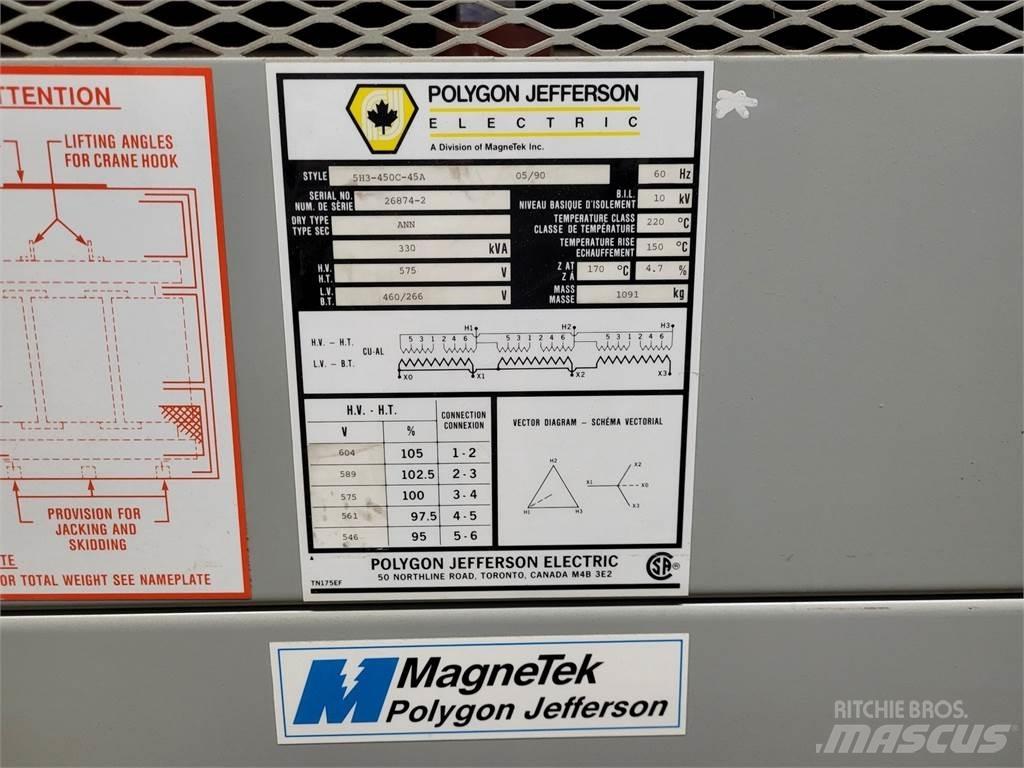 TTENTION
LIFTING ANGLES
FOR CRANE HOOK
PROVISION FOR
JACKING AND
SKIDDING
TE
OR TOTAL WEIGHT SEE NAMEPLATE
POLYGON JEFFERSON
ELECTRIC
A Division of MagneTek Inc.
STYLE 5H3-450C-45A 05/90 60 Hz
SERIAL NO. NUM. DE SÉRIE 26874-2
B.I.L. NIVEAU BASIQUE D'ISOLEMENT 10 kV
DRY TYPE TYPE SEC ANN
TEMPERATURE CLASS CLASSE DE TEMPÉRATURE 220 °C
330 kVA
TEMPERATURE RISE ECHAUFFEMENT 150 °C
H.V. H.T. 575 V
Z AT Z À 170 °C 4.7 %
L.V. B.T. 460/266 V
MASS MASSE 1091 kg
H1 H2 H3
H.V. - H.T. 5 3 1 2 4 6 5 3 1 2 4 6 5 3 1 2 4 6
CU-AL
L.V. - B.T.
X0 X1 X2 X3
H.V. - H.T. CONNECTION CONNEXION
V %
604 105 1-2
589 102.5 2-3
575 100 3-4
561 97.5 4-5
546 95 5-6
VECTOR DIAGRAM - SCHÉMA VECTORIAL
H2 X2
X1 X0
H1 H3 X3
POLYGON JEFFERSON ELECTRIC
50 NORTHLINE ROAD, TORONTO, CANADA M4B 3E2
TN175EF
SA®
MagneTek
Polygon Jefferson
RITCHIE BROS.
MASCUS